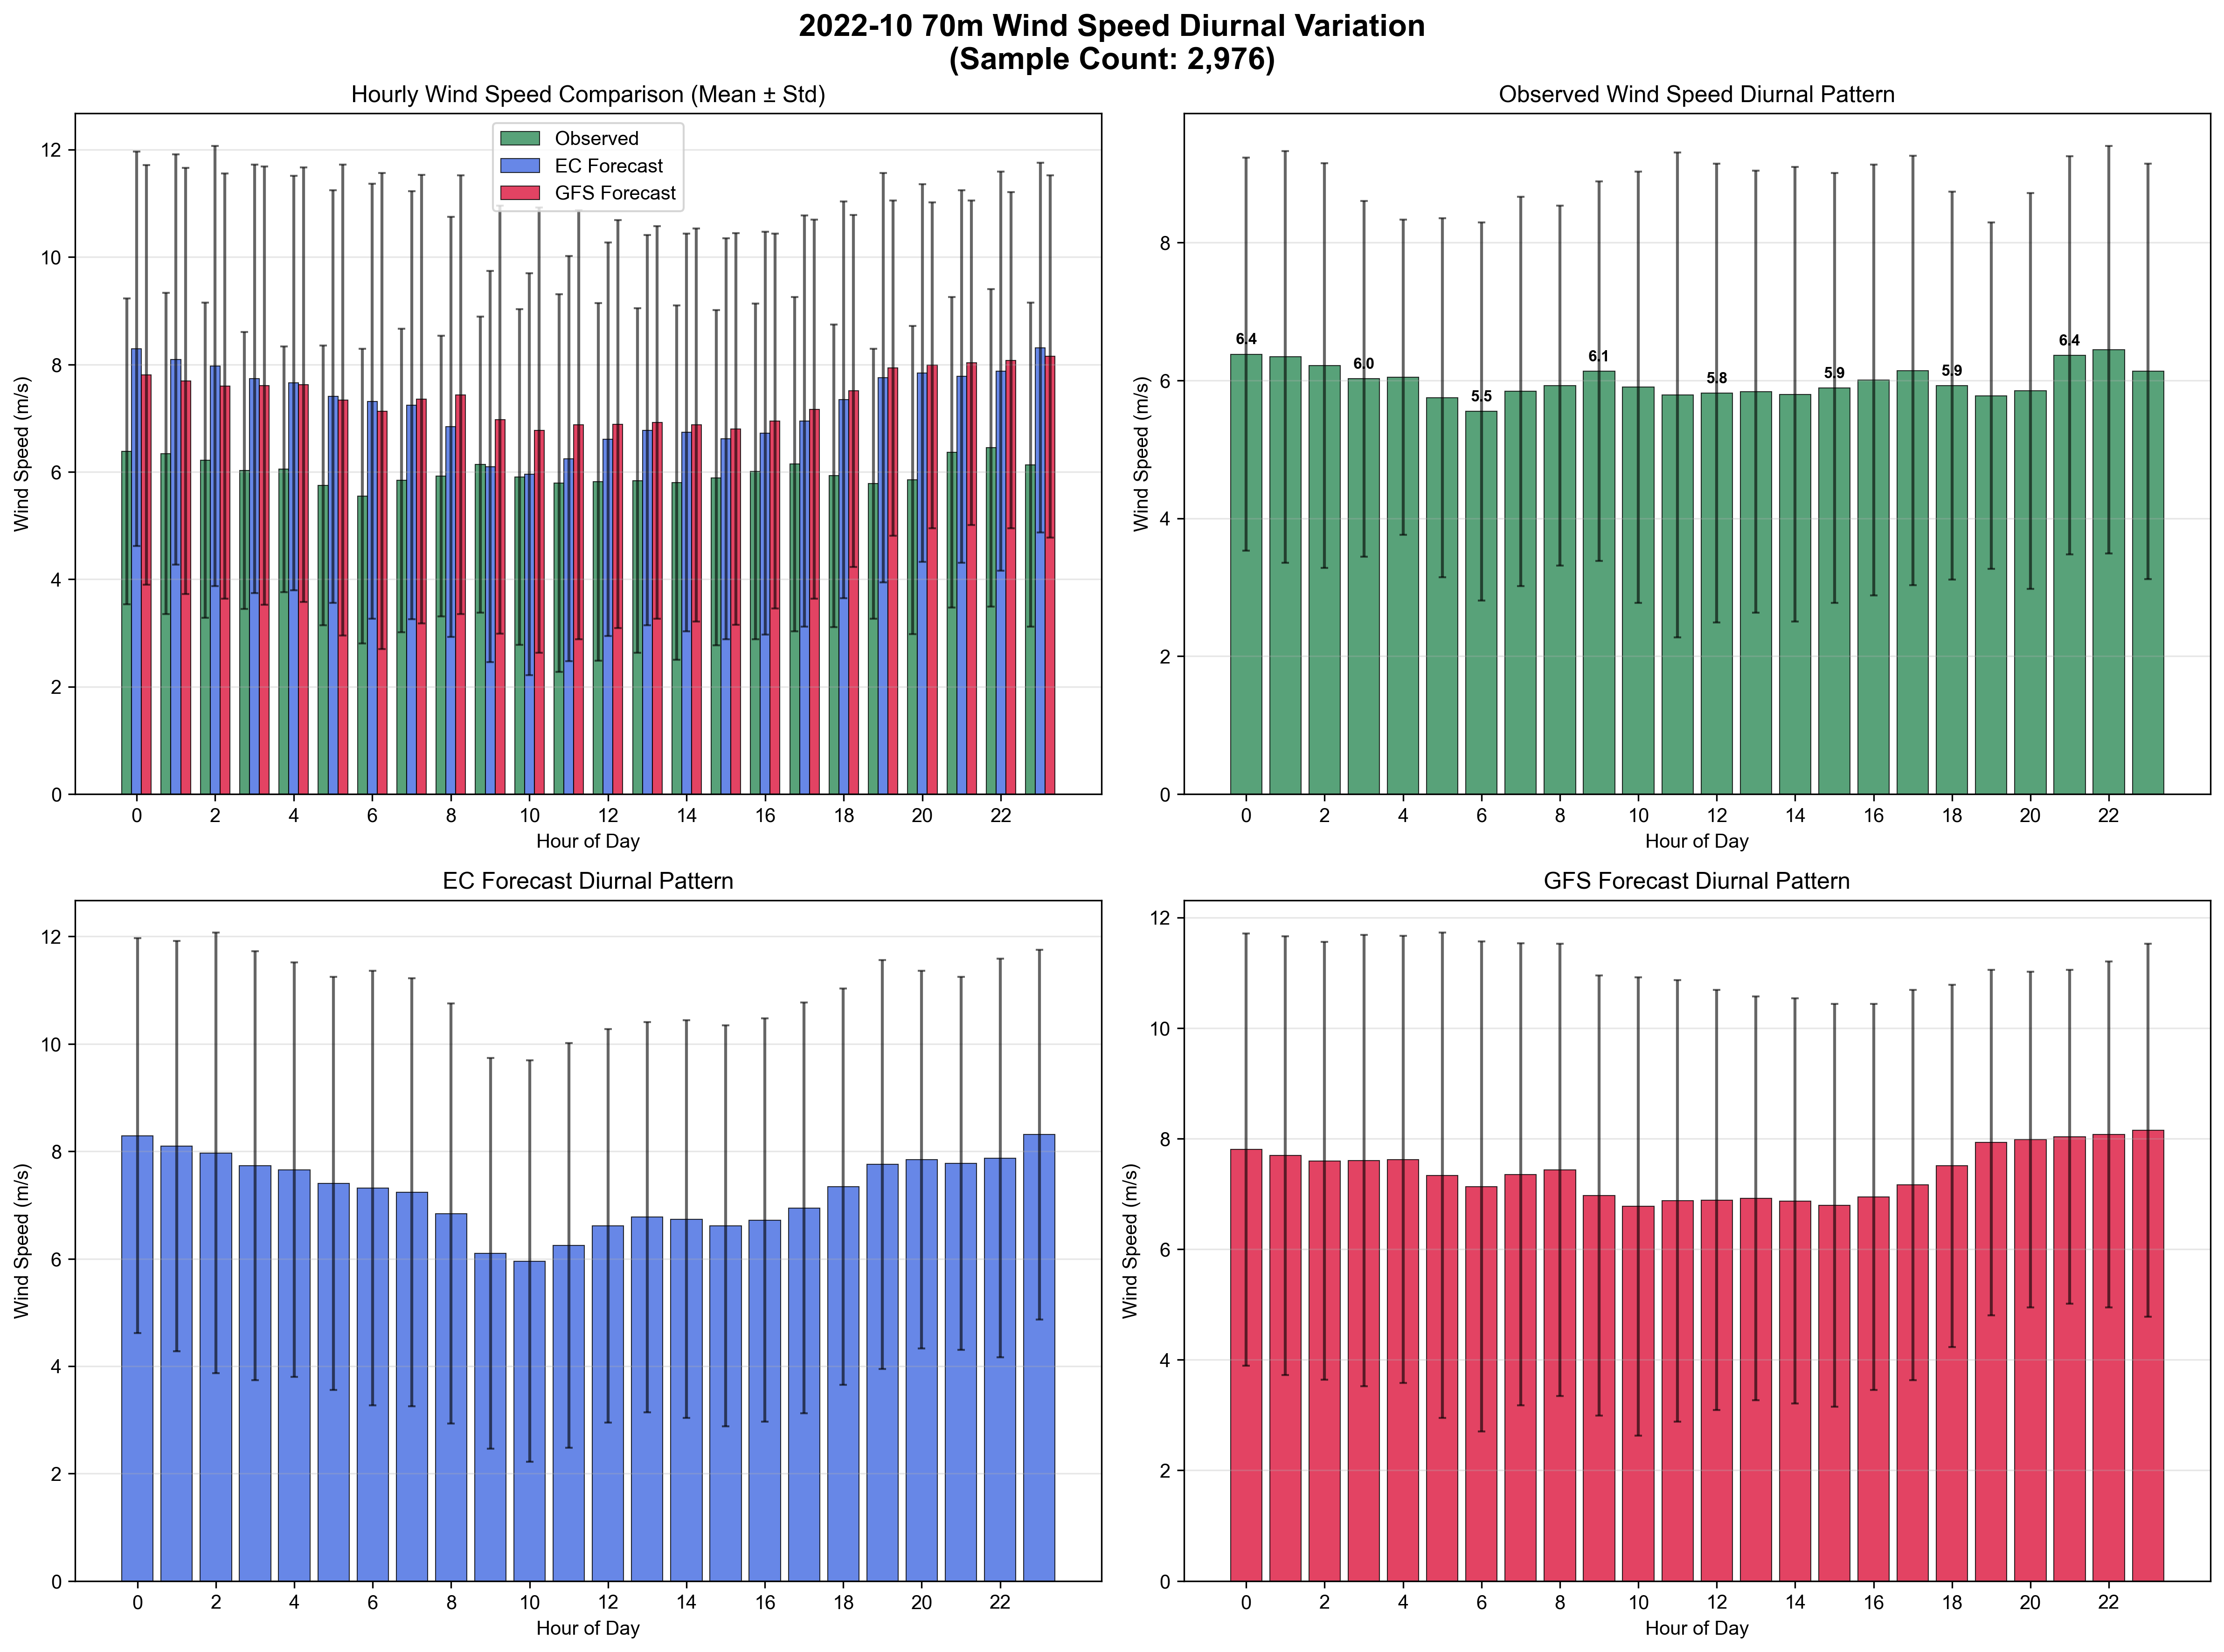 2022-10 70m Wind Speed Diurnal Variation
(Sample Count: 2,976)
Hourly Wind Speed Comparison (Mean ± Std)
Observed
EC Forecast
GFS Forecast
12
10
8
6
4
2
0
Wind Speed (m/s)
0 2 4 6 8 10 12 14 16 18 20 22
Hour of Day
Observed Wind Speed Diurnal Pattern
8
6
4
2
0
Wind Speed (m/s)
6.4 6.0 5.5 6.1 5.8 5.9 5.9 6.4
0 2 4 6 8 10 12 14 16 18 20 22
Hour of Day
EC Forecast Diurnal Pattern
12
10
8
6
4
2
0
Wind Speed (m/s)
0 2 4 6 8 10 12 14 16 18 20 22
Hour of Day
GFS Forecast Diurnal Pattern
12
10
8
6
4
2
0
Wind Speed (m/s)
0 2 4 6 8 10 12 14 16 18 20 22
Hour of Day